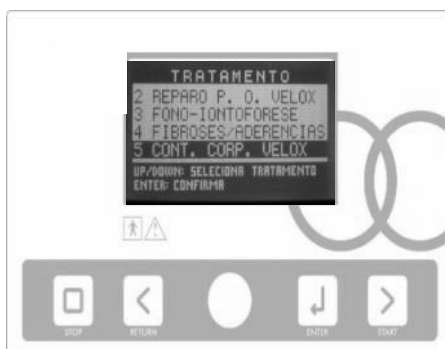 TRATAMENTO
2 REPARO P. O. VELOX
3 FONO-IONTOFORESE
4 FIBROSES/ADERENCIAS
5 CONT. CORP. VELOX
UP/DOWN: SELECIONA TRATAMENTO
ENTER: CONFIRMA
STOP
RETURN
ENTER
START